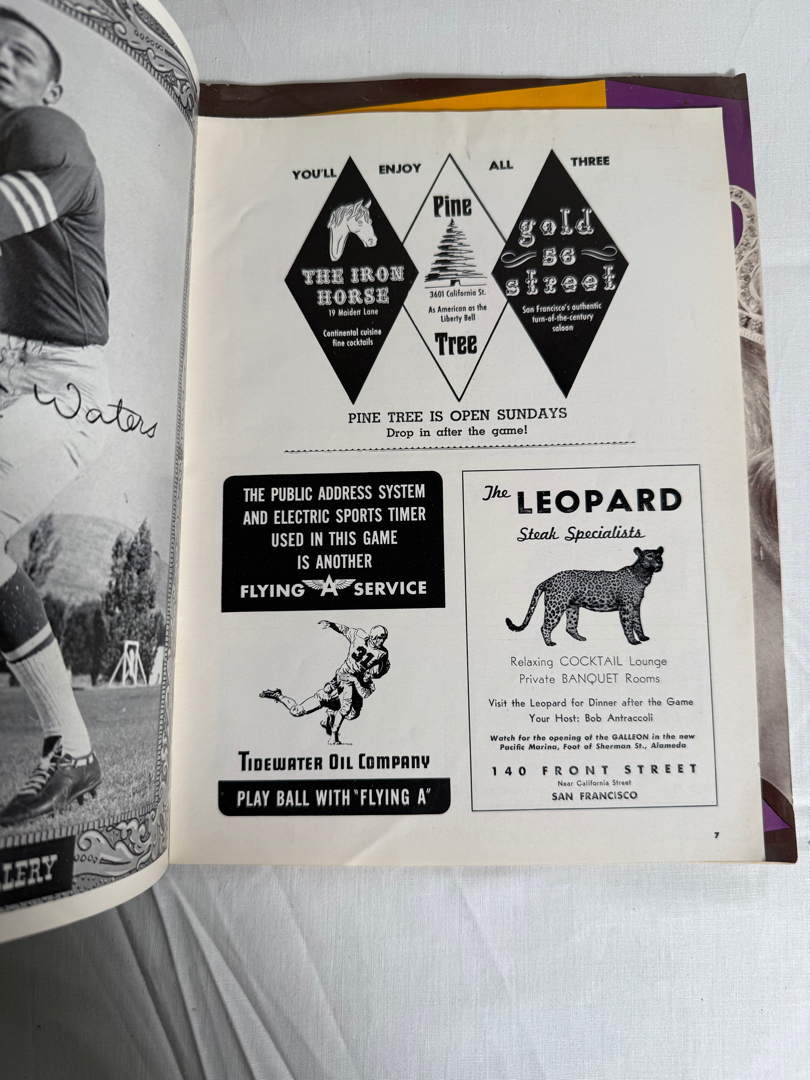 Waters
LERY
YOU'LL ENJOY ALL THREE
THE IRON
HORSE
19 Maiden Lane
Continental cuisine
fine cocktails
Pine
3601 California St.
As American as the
Liberty Bell
Tree
gold
56
street
San Francisco's authentic
turn-of-the-century
saloon
PINE TREE IS OPEN SUNDAYS
Drop in after the game!
THE PUBLIC ADDRESS SYSTEM
AND ELECTRIC SPORTS TIMER
USED IN THIS GAME
IS ANOTHER
FLYING A SERVICE
31
TIDEWATER OIL COMPANY
PLAY BALL WITH "FLYING A"
The LEOPARD
Steak Specialists
Relaxing COCKTAIL Lounge
Private BANQUET Rooms
Visit the Leopard for Dinner after the Game
Your Host: Bob Antraccoli
Watch for the opening of the GALLEON in the new
Pacific Marina, Foot of Sherman St., Alameda
140 FRONT STREET
Near California Street
SAN FRANCISCO
7